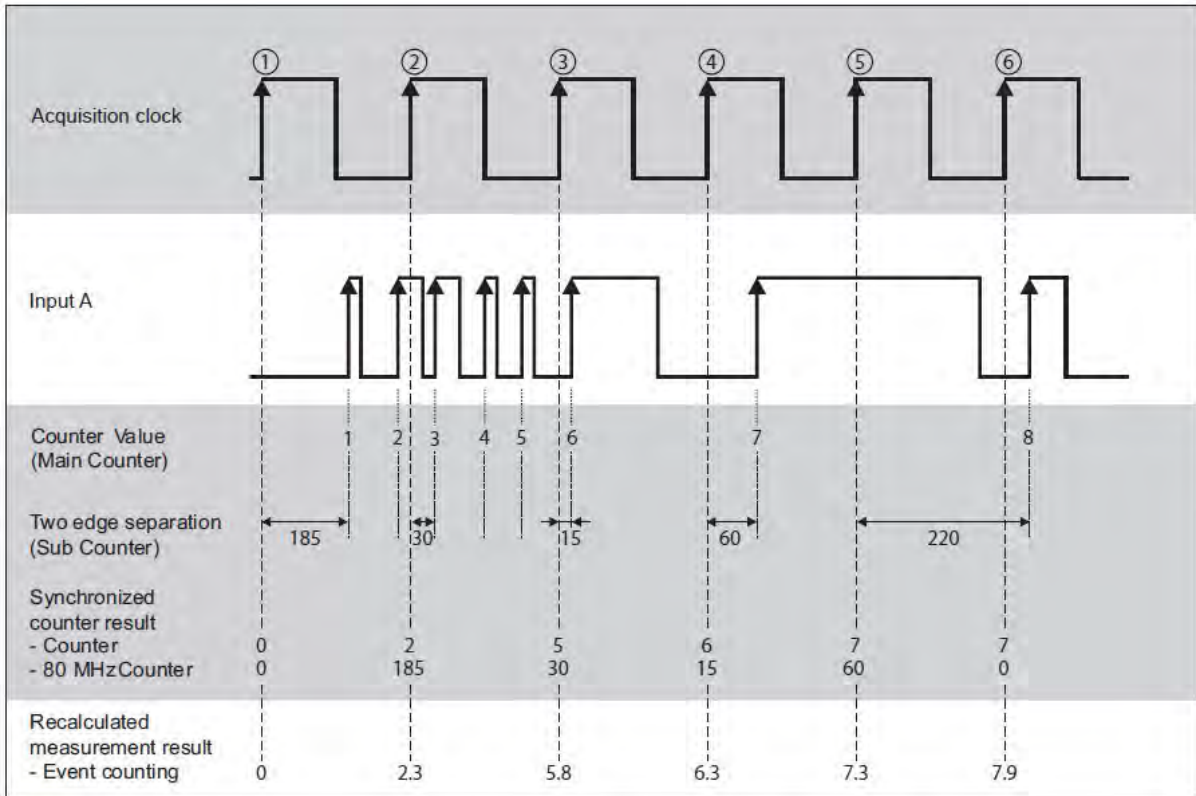 ① ② ③ ④ ⑤ ⑥
Acquisition clock
Input A
Counter Value
(Main Counter)
1 2 3 4 5 6 7 8
Two edge separation
(Sub Counter)
185 30 15 60 220
Synchronized
counter result
- Counter 0 2 5 6 7 7
- 80 MHzCounter 0 185 30 15 60 0
Recalculated
measurement result
- Event counting 0 2.3 5.8 6.3 7.3 7.9